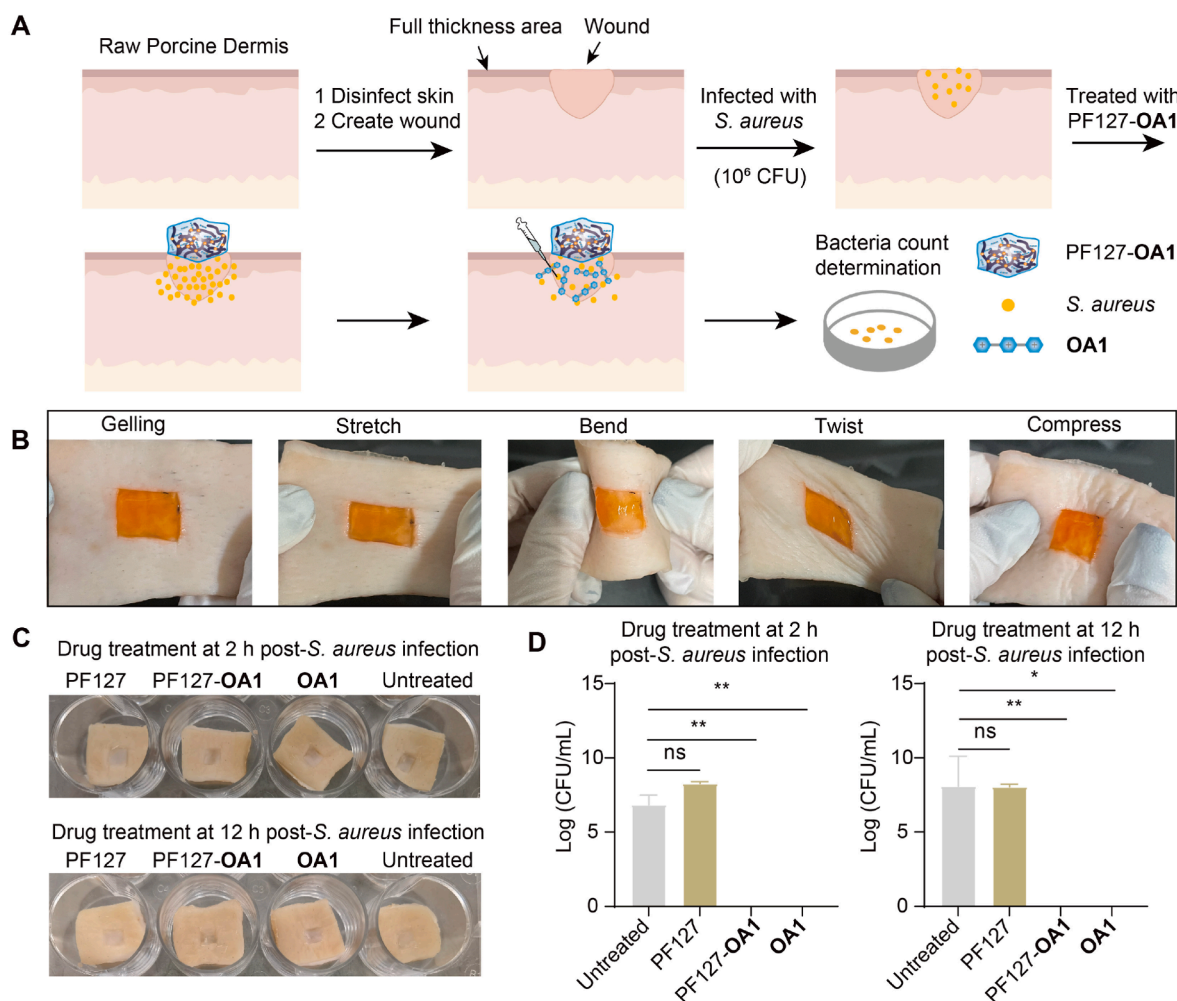 A
Raw Porcine Dermis
Full thickness area
Wound
1 Disinfect skin
2 Create wound
Infected with
S. aureus
(10⁶ CFU)
Treated with
PF127-OA1
Bacteria count
determination
PF127-OA1
S. aureus
OA1
B
Gelling
Stretch
Bend
Twist
Compress
C
Drug treatment at 2 h post-S. aureus infection
PF127 PF127-OA1 OA1 Untreated
Drug treatment at 12 h post-S. aureus infection
PF127 PF127-OA1 OA1 Untreated
D
Drug treatment at 2 h
post-S. aureus infection
Log (CFU/mL)
15
10
5
0
**
**
ns
Untreated
PF127
PF127-OA1
OA1
Drug treatment at 12 h
post-S. aureus infection
Log (CFU/mL)
15
10
5
0
*
**
ns
Untreated
PF127
PF127-OA1
OA1